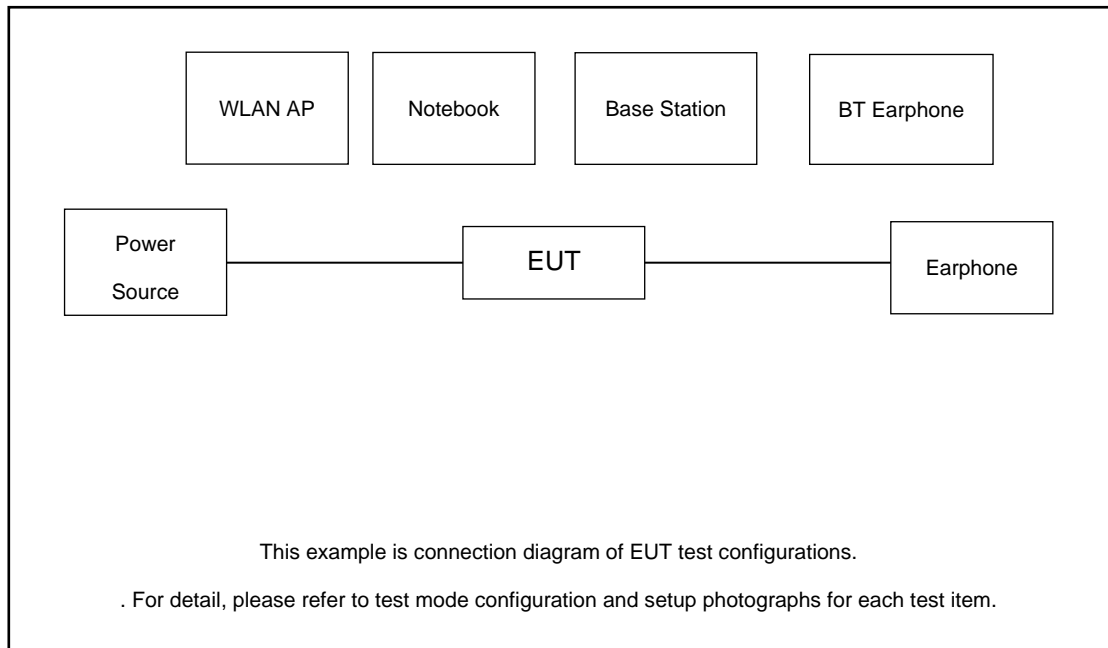 WLAN AP
Notebook
Base Station
BT Earphone
Power
Source
EUT
Earphone
This example is connection diagram of EUT test configurations.
. For detail, please refer to test mode configuration and setup photographs for each test item.